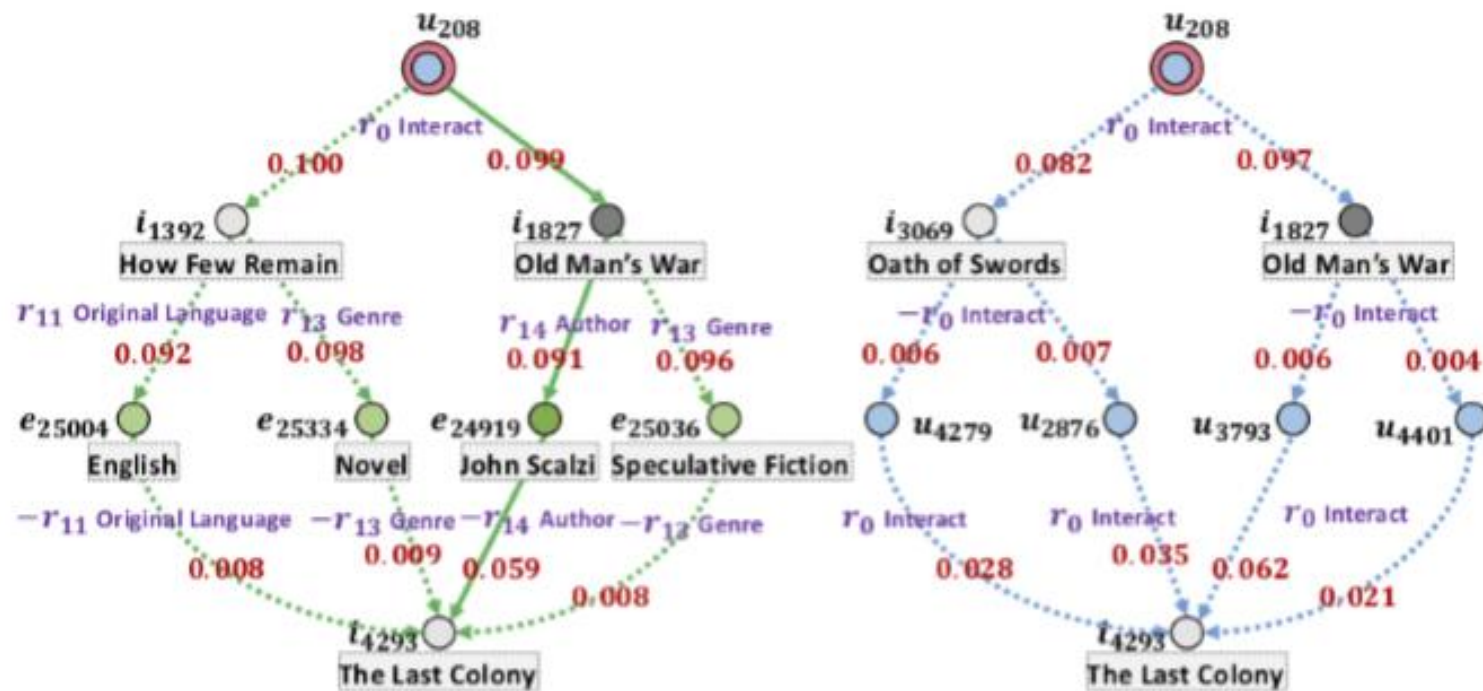 u208 u208
r0 Interact r0 Interact
0.100 0.099 0.082 0.097
i1392 i1827 i3069 i1827
How Few Remain Old Man's War Oath of Swords Old Man's War
r11 Original Language r13 Genre r14 Author r13 Genre −r0 Interact −r0 Interact
0.092 0.098 0.091 0.096 0.006 0.007 0.006 0.004
e25004 e25334 e24919 e25036 u4279 u2876 u3793 u4401
English Novel John Scalzi Speculative Fiction
−r11 Original Language −r13 Genre −r14 Author −r13 Genre r0 Interact r0 Interact r0 Interact
0.008 0.009 0.059 0.008 0.028 0.035 0.062 0.021
i4293 i4293
The Last Colony The Last Colony